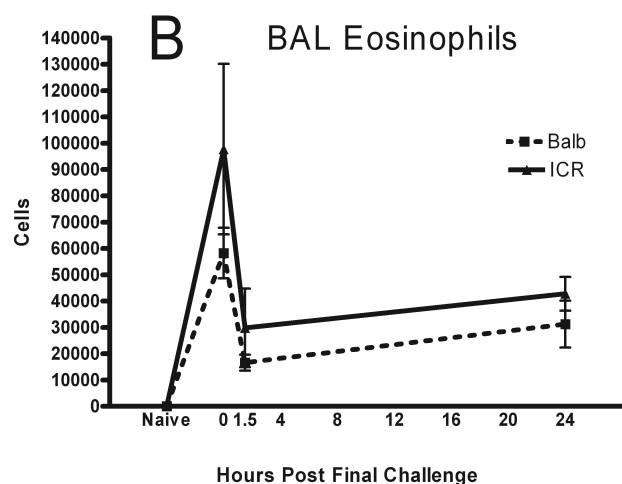 B BAL Eosinophils
140000
130000
120000
110000
100000
90000
80000
70000
60000
50000
40000
30000
20000
10000
0
Cells
Balb
ICR
Naive 0 1.5 4 8 12 16 20 24
Hours Post Final Challenge